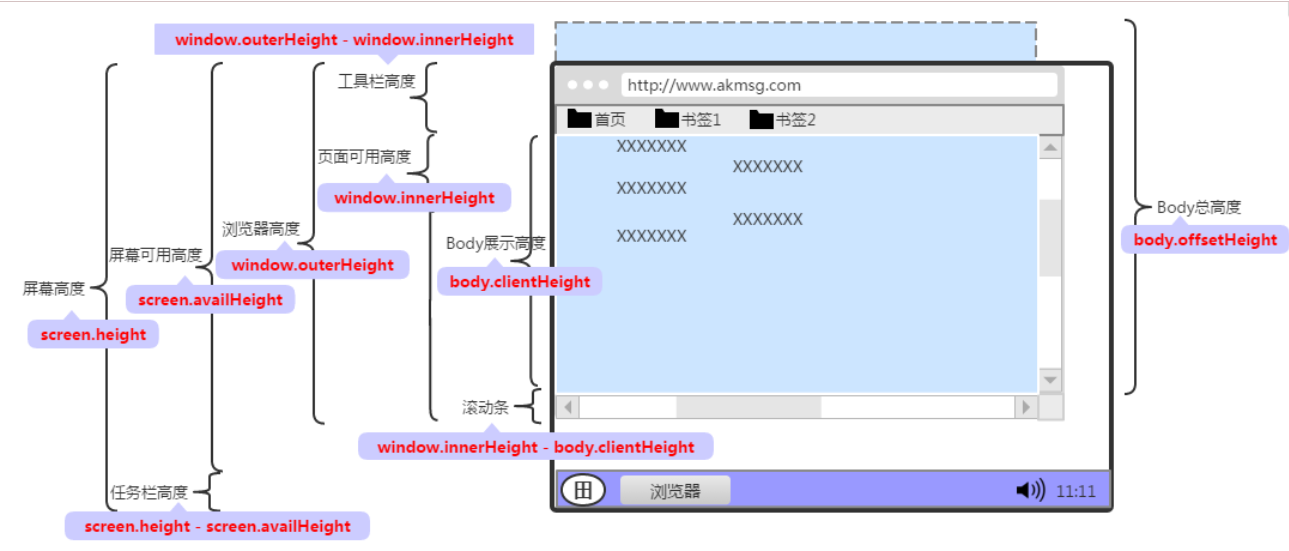 window.outerHeight - window.innerHeight
工具栏高度
http://www.akmsg.com
首页
书签1
书签2
XXXXXXX
XXXXXXX
XXXXXXX
XXXXXXX
XXXXXXX
页面可用高度
window.innerHeight
Body总高度
body.offsetHeight
浏览器高度
window.outerHeight
Body展示高度
body.clientHeight
屏幕可用高度
screen.availHeight
屏幕高度
screen.height
滚动条
window.innerHeight - body.clientHeight
任务栏高度
screen.height - screen.availHeight
田
浏览器
11:11